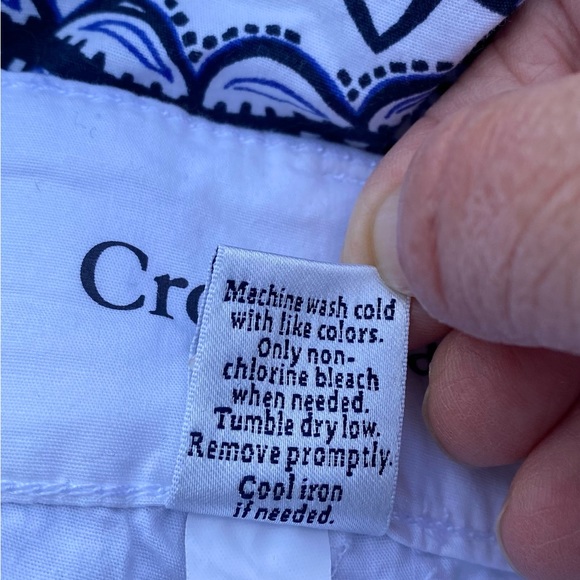 Cro
Machine wash cold
with like colors.
Only non-
chlorine bleach
when needed.
Tumble dry low.
Remove promptly.
Cool iron
if needed.